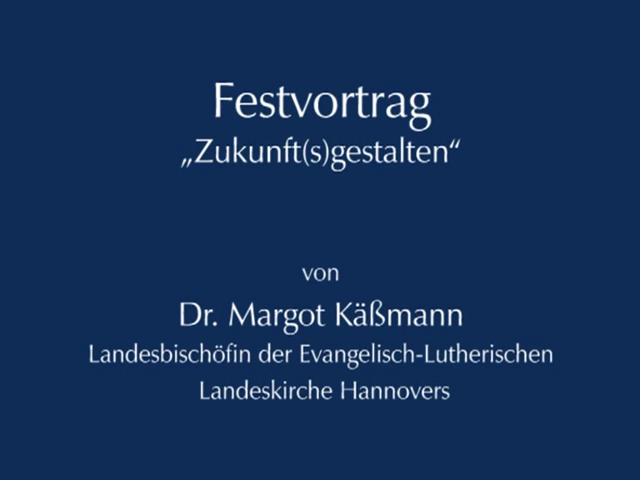 Festvortrag
„Zukunft(s)gestalten“
von
Dr. Margot Käßmann
Landesbischöfin der Evangelisch-Lutherischen
Landeskirche Hannovers